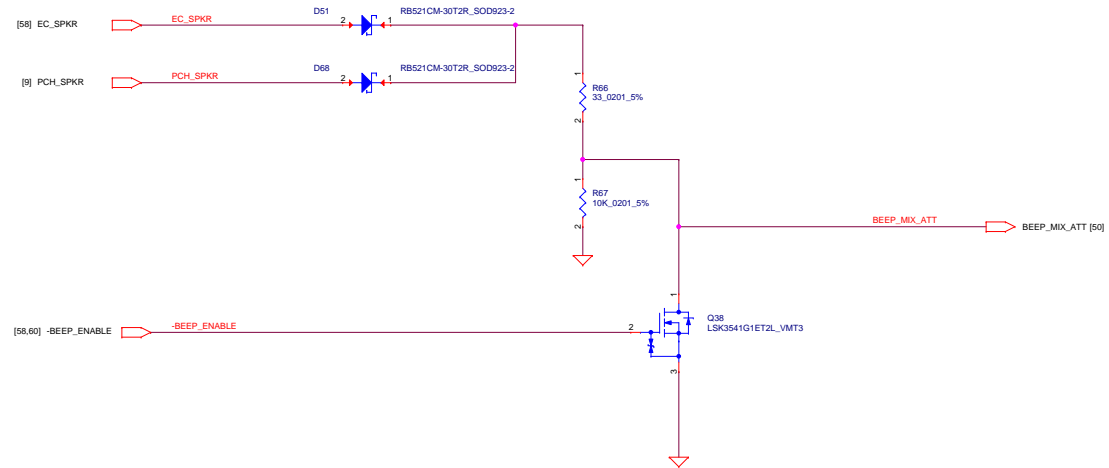 D51
RB521CM-30T2R_SOD923-2
[58] EC_SPKR
EC_SPKR
2
1
D68
RB521CM-30T2R_SOD923-2
[9] PCH_SPKR
PCH_SPKR
2
1
1
R66
33_0201_5%
2
1
R67
10K_0201_5%
2
BEEP_MIX_ATT
BEEP_MIX_ATT [50]
1
[58,60] -BEEP_ENABLE
-BEEP_ENABLE
2
Q38
LSK3541G1ET2L_VMT3
3